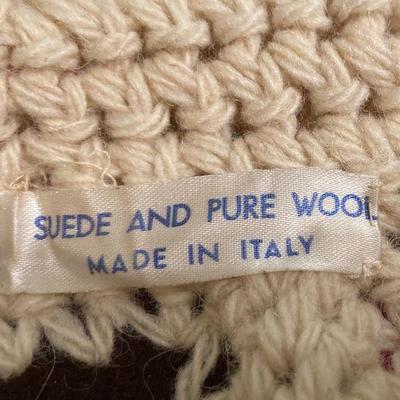 SUEDE AND PURE WOOL
MADE IN ITALY